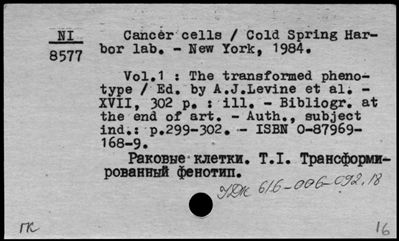 NI
8577
Cancer cells / Cold Spring Har-
bor lab. - New York, 1984.
Vol.1 : The transformed pheno-
type / Ed. by A.J.Levine et al. -
XVII, 302 p. : ill. - Bibliogr. at
the end of art. - Auth., subject
ind.: p.299-302. - ISBN 0-87969-
168-9.
Раковые клетки. Т.I. Трансформи-
рованный фенотип.
УДК 616-006-092.18
гк
16